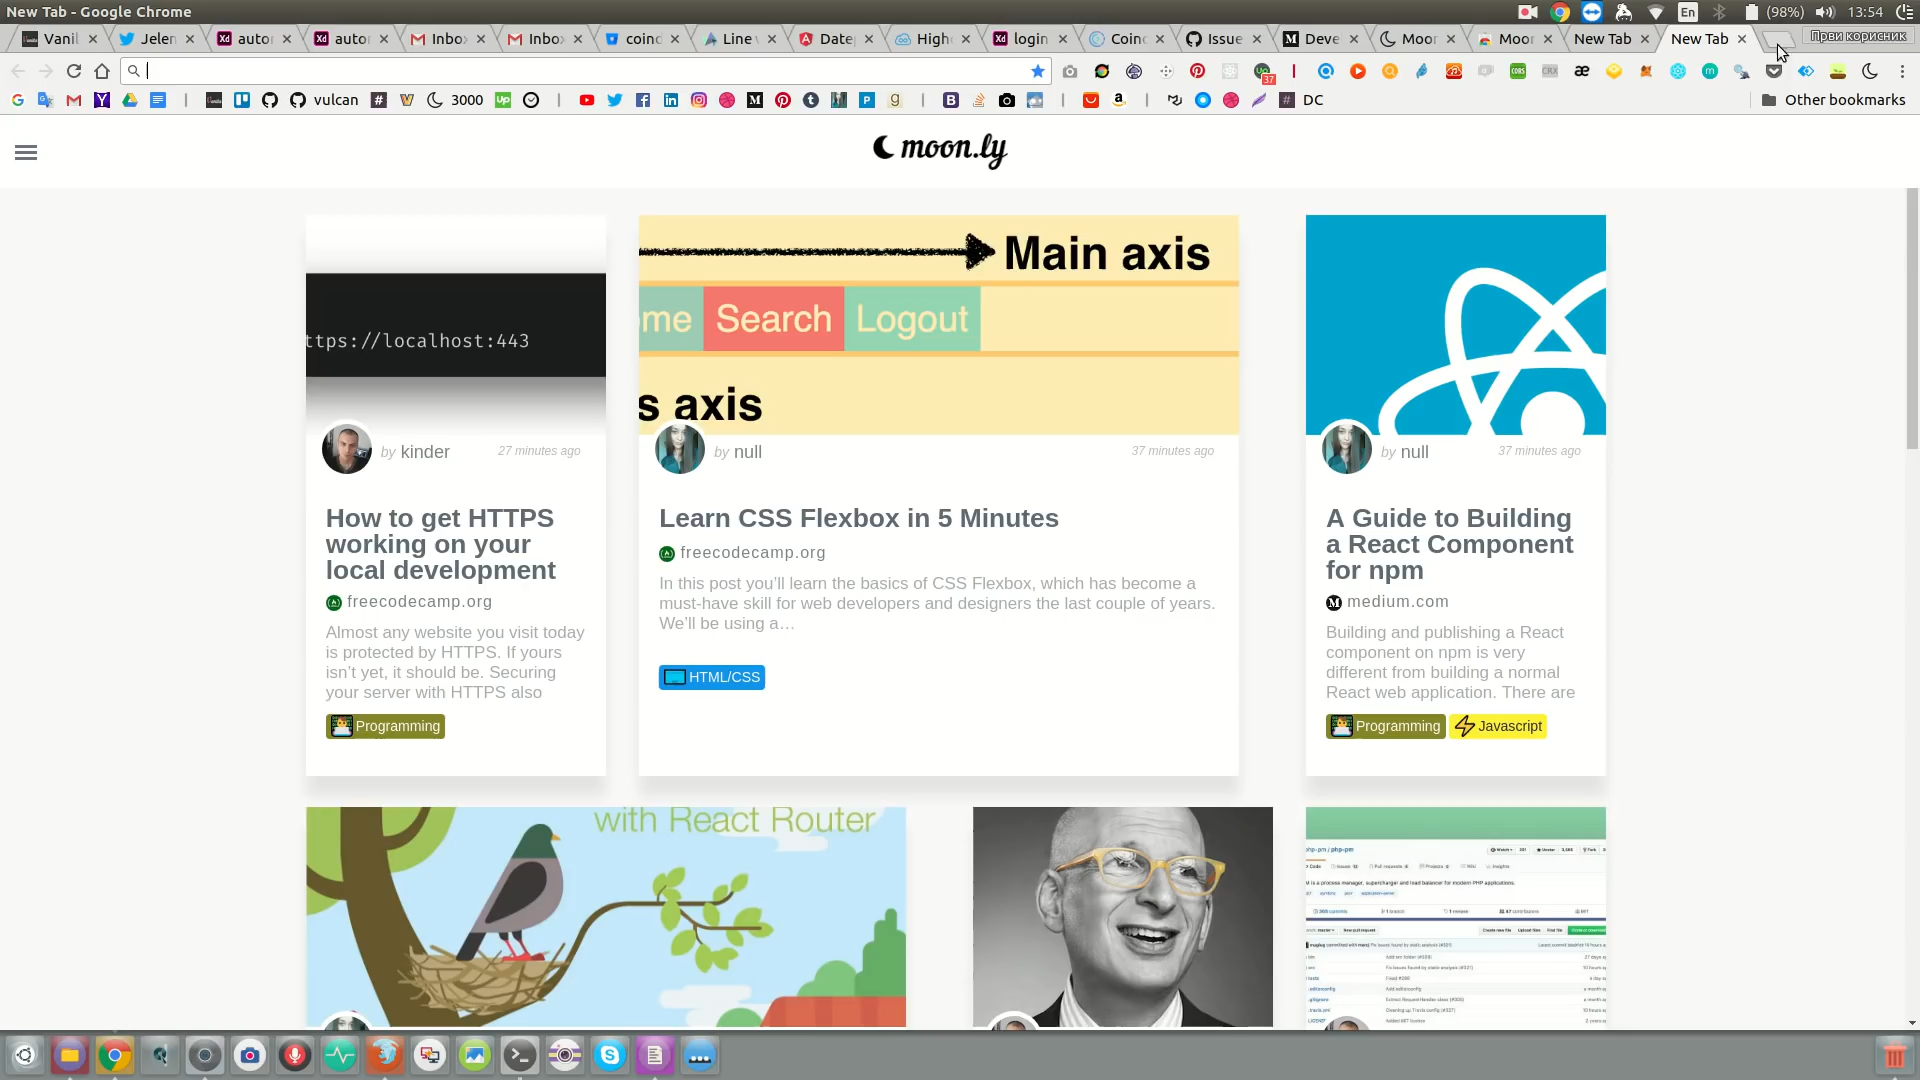 New Tab - Google Chrome
En
(98%)
13:54
Vanil
Jelen
autor
autor
Inbox
Inbox
coinc
Line
Date
High
login
Coinc
Issue
Deve
Moor
Moor
New Tab
New Tab
Први корисник
37
vulcan
3000
DC
Other bookmarks
moon.ly
ttps://localhost:443
by kinder
27 minutes ago
How to get HTTPS
working on your
local development
freecodecamp.org
Almost any website you visit today
is protected by HTTPS. If yours
isn't yet, it should be. Securing
your server with HTTPS also
Programming
Main axis
me
Search
Logout
s axis
by null
37 minutes ago
Learn CSS Flexbox in 5 Minutes
freecodecamp.org
In this post you'll learn the basics of CSS Flexbox, which has become a
must-have skill for web developers and designers the last couple of years.
We'll be using a…
HTML/CSS
by null
37 minutes ago
A Guide to Building
a React Component
for npm
medium.com
Building and publishing a React
component on npm is very
different from building a normal
React web application. There are
Programming
Javascript
with React Router
php-pm / php-pm